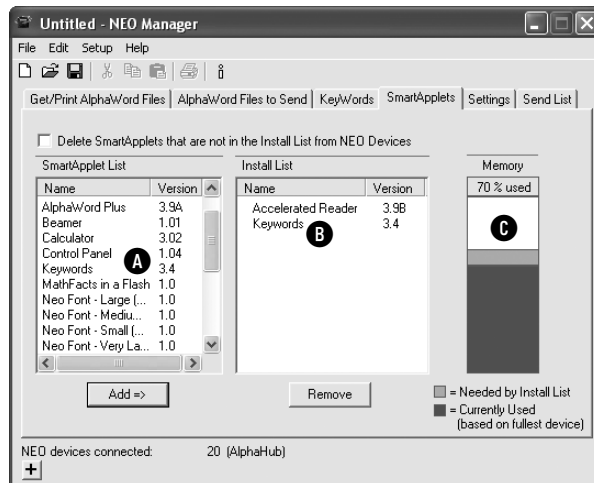 Untitled - NEO Manager
File Edit Setup Help
Get/Print AlphaWord Files AlphaWord Files to Send KeyWords SmartApplets Settings Send List
Delete SmartApplets that are not in the Install List from NEO Devices
SmartApplet List Install List Memory
Name Version Name Version 70 % used
AlphaWord Plus 3.9A Accelerated Reader 3.9B
Beamer 1.01 Keywords 3.4
Calculator 3.02
Control Panel 1.04
Keywords 3.4
MathFacts in a Flash 1.0
Neo Font - Large (... 1.0
Neo Font - Mediu... 1.0
Neo Font - Small (... 1.0
Neo Font - Very La... 1.0
A B C
Add => Remove
= Needed by Install List
= Currently Used
(based on fullest device)
NEO devices connected: 20 (AlphaHub)
+